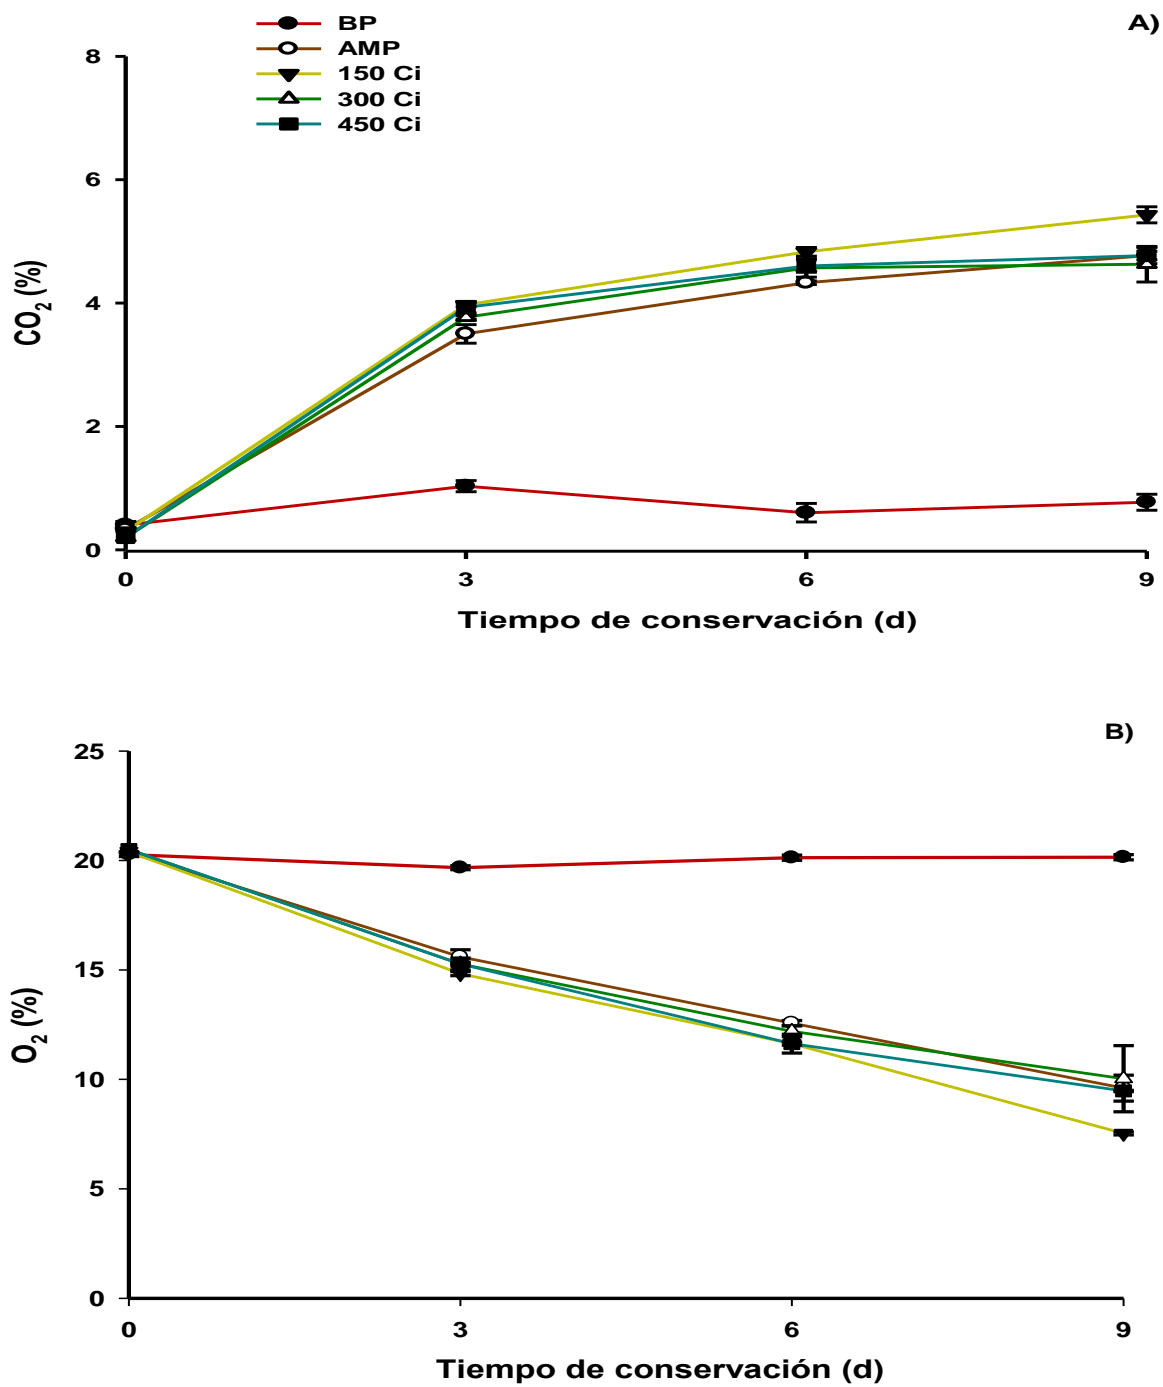 BP
A)
AMP
150 Ci
300 Ci
450 Ci
8
6
4
2
0
CO2 (%)
0 3 6 9
Tiempo de conservación (d)
B)
25
20
15
10
5
0
O2 (%)
0 3 6 9
Tiempo de conservación (d)